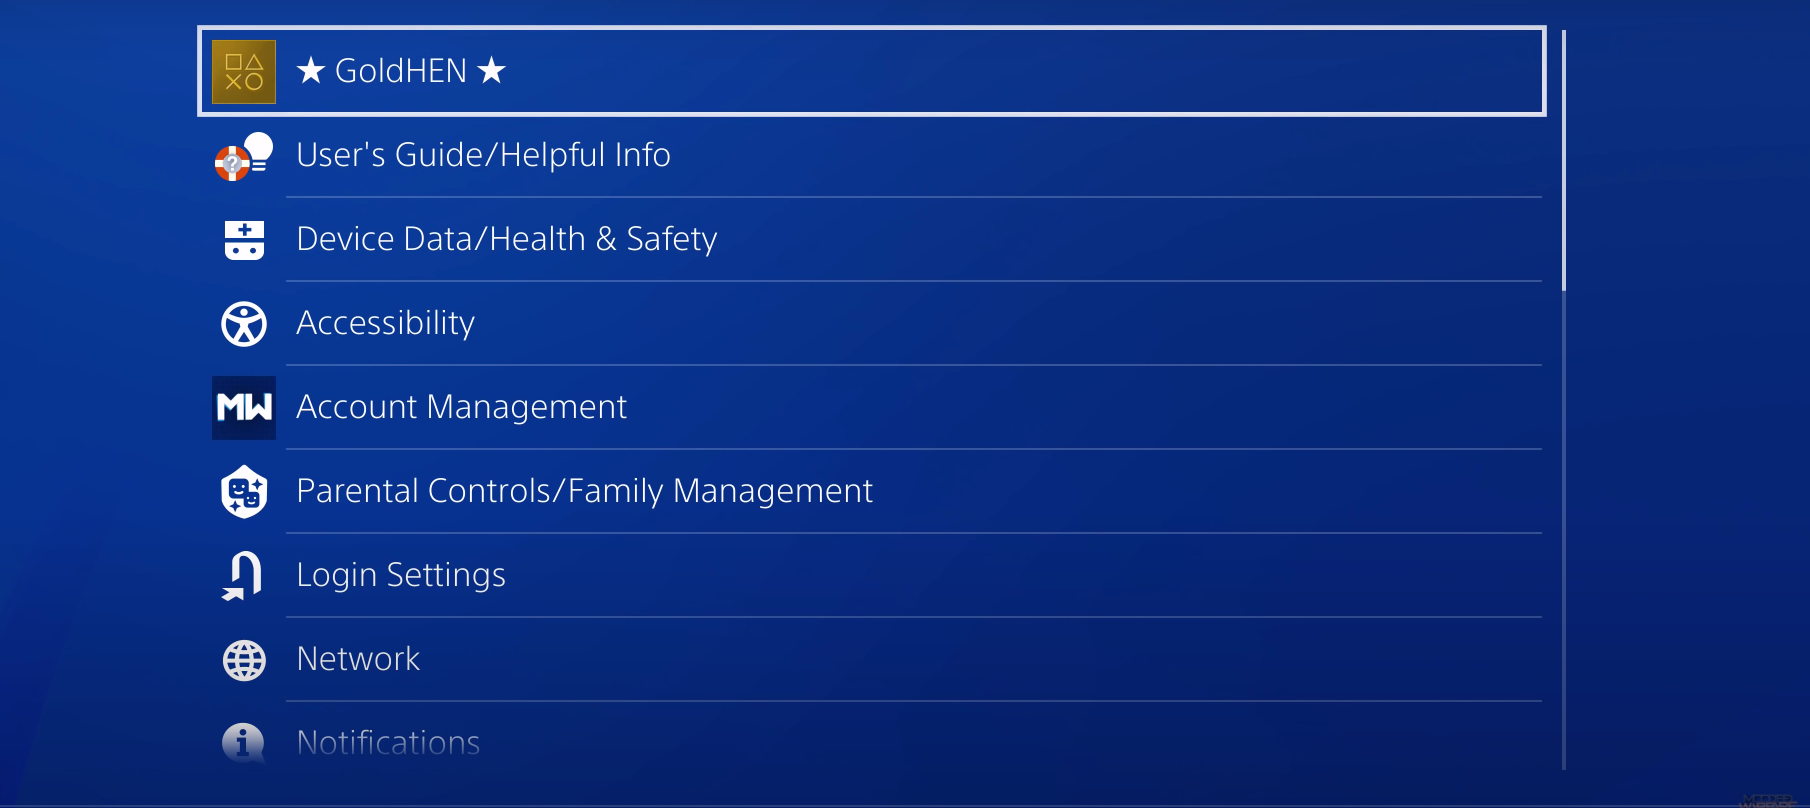 ★ GoldHEN ★
User's Guide/Helpful Info
Device Data/Health & Safety
Accessibility
MW Account Management
Parental Controls/Family Management
Login Settings
Network
Notifications